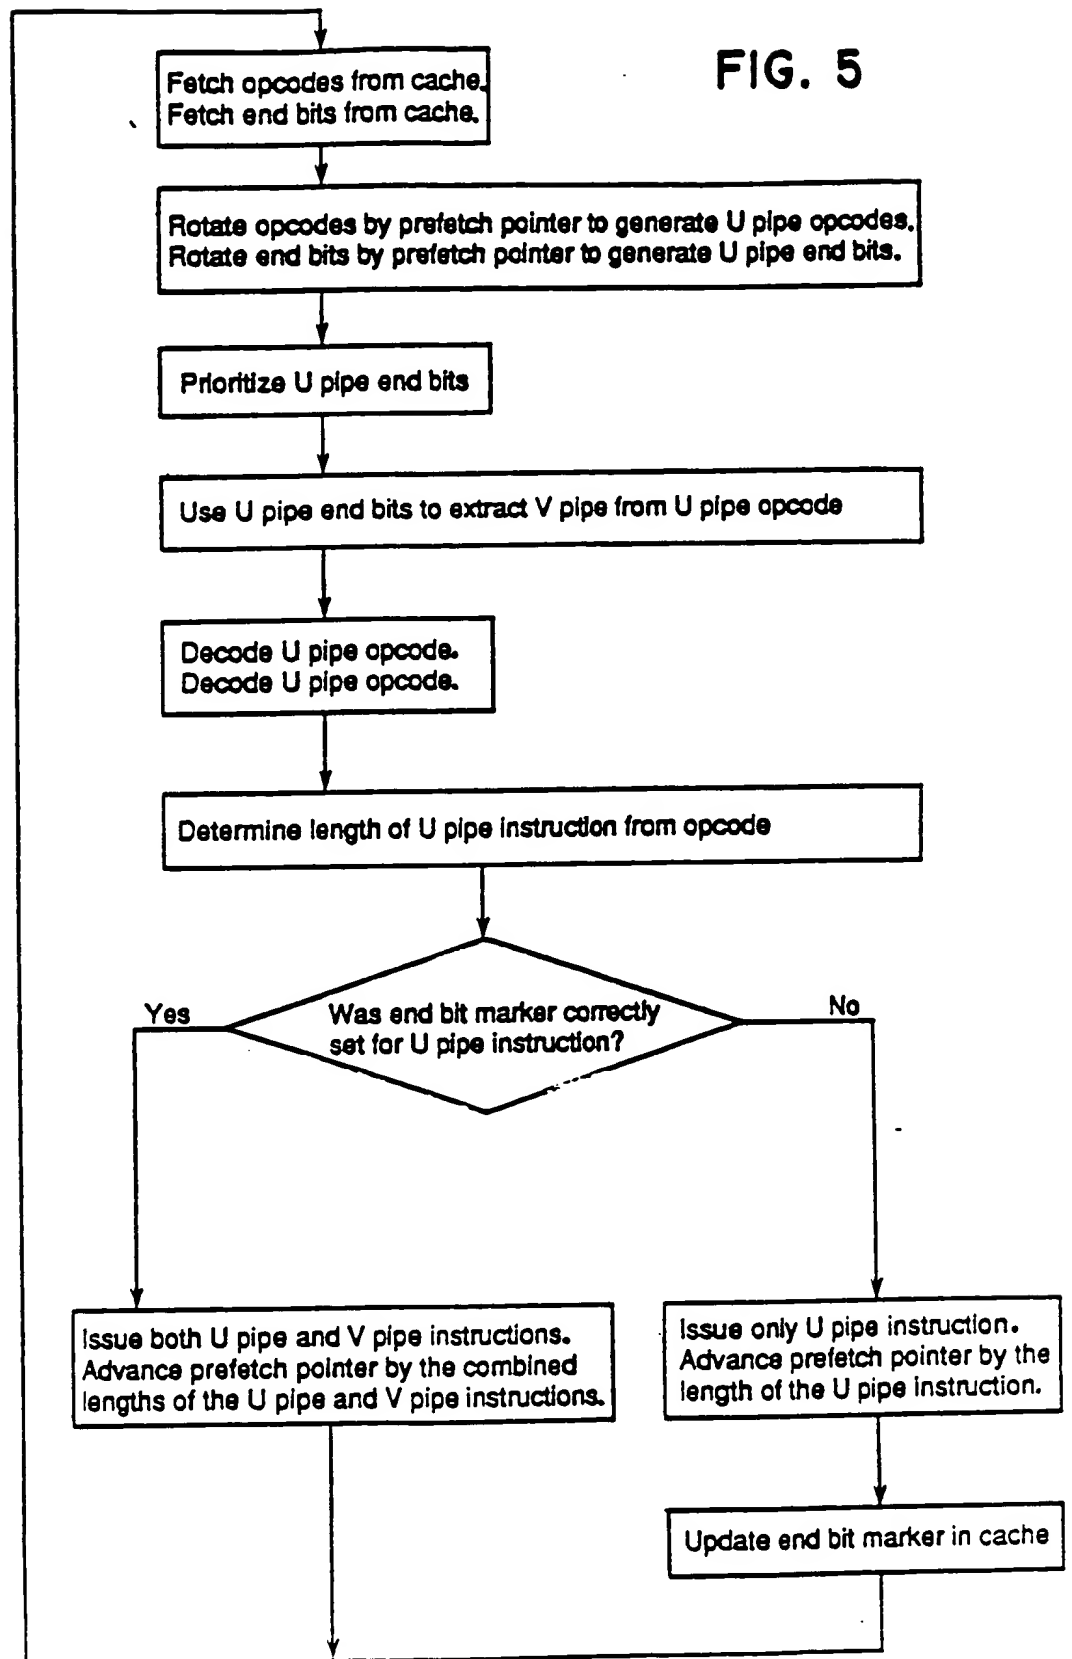 FIG. 5
Fetch opcodes from cache.
Fetch end bits from cache.
Rotate opcodes by prefetch pointer to generate U pipe opcodes.
Rotate end bits by prefetch pointer to generate U pipe end bits.
Prioritize U pipe end bits
Use U pipe end bits to extract V pipe from U pipe opcode
Decode U pipe opcode.
Decode U pipe opcode.
Determine length of U pipe instruction from opcode
Was end bit marker correctly
set for U pipe instruction?
Yes
No
Issue both U pipe and V pipe instructions.
Advance prefetch pointer by the combined
lengths of the U pipe and V pipe instructions.
Issue only U pipe instruction.
Advance prefetch pointer by the
length of the U pipe instruction.
Update end bit marker in cache